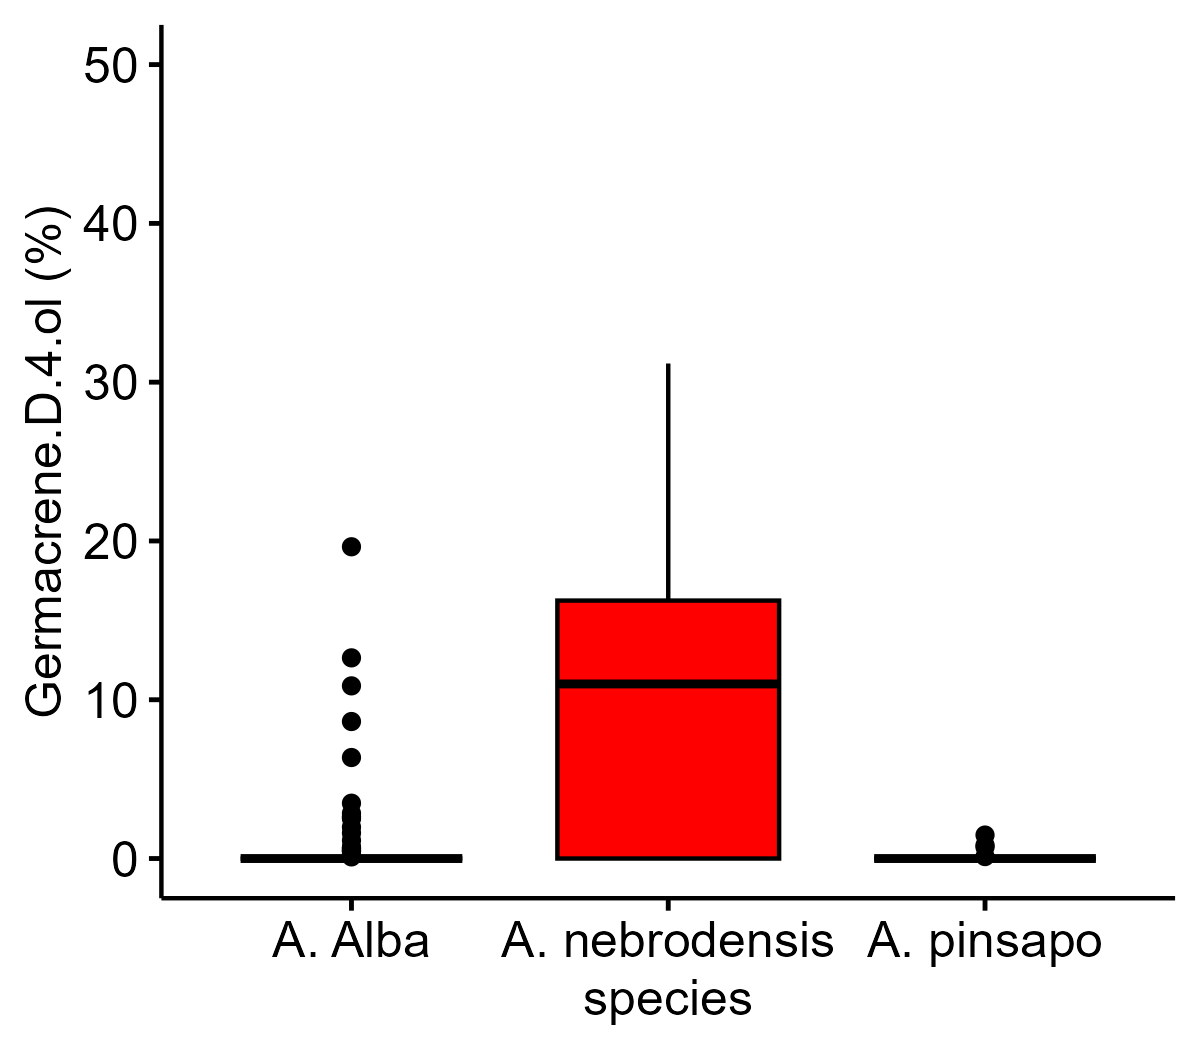 Germacrene.D.4.ol (%)
50
40
30
20
10
0
A. Alba
A. nebrodensis
A. pinsapo
species